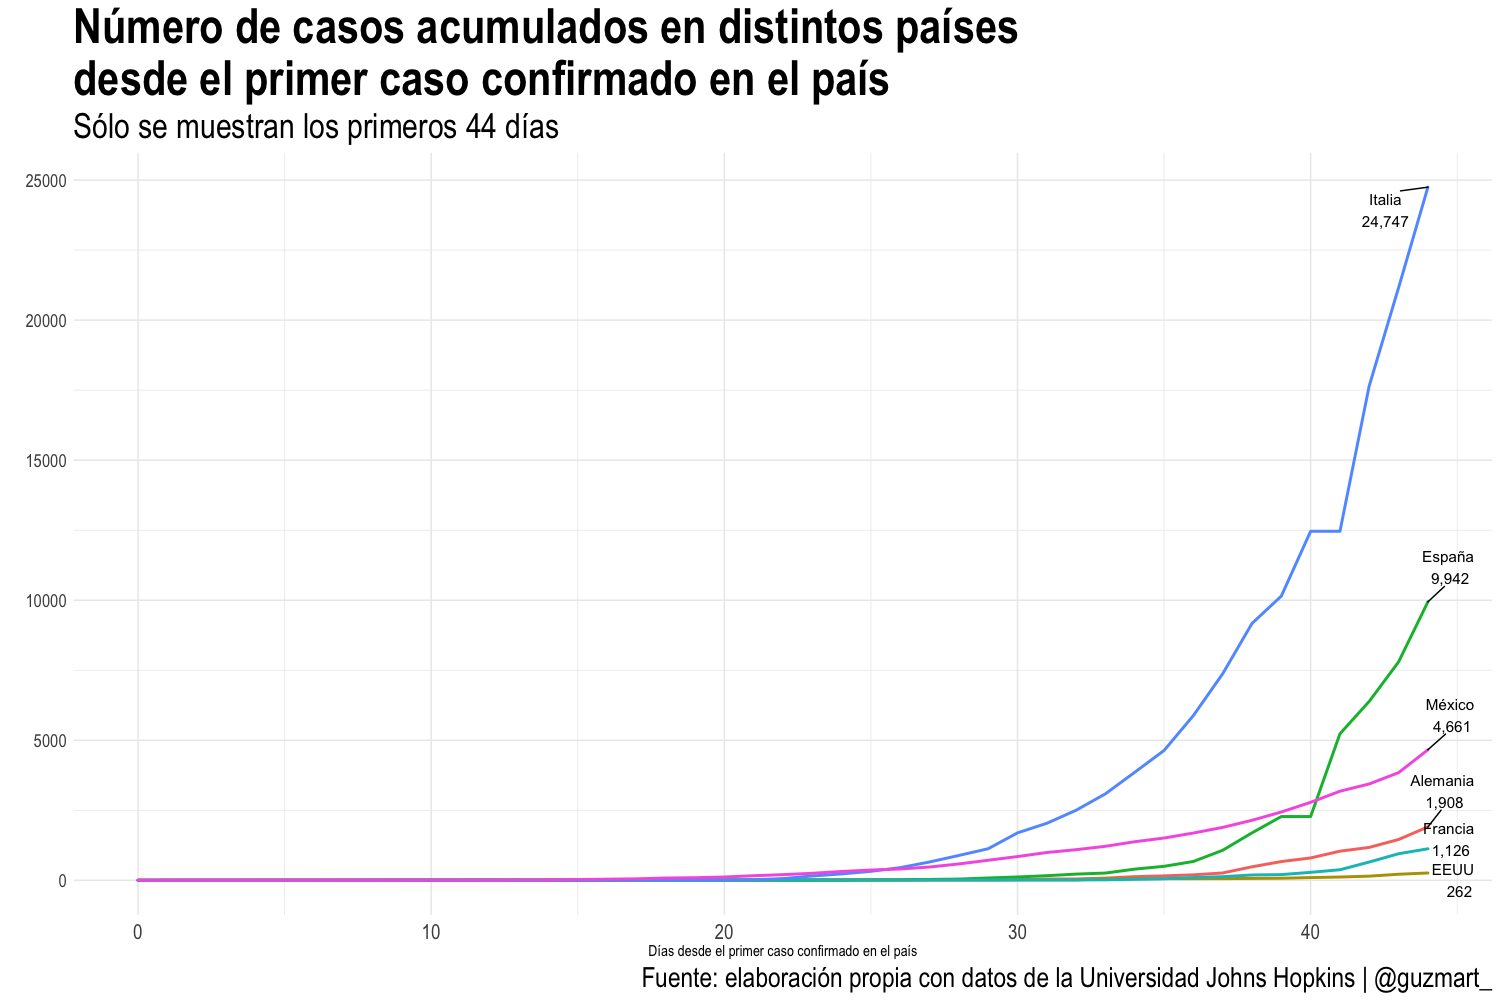 Número de casos acumulados en distintos países
desde el primer caso confirmado en el país
Sólo se muestran los primeros 44 días
25000
20000
15000
10000
5000
0
Italia
24,747
España
9,942
México
4,661
Alemania
1,908
Francia
1,126
EEUU
262
0 10 20 30 40
Días desde el primer caso confirmado en el país
Fuente: elaboración propia con datos de la Universidad Johns Hopkins | @guzmart_